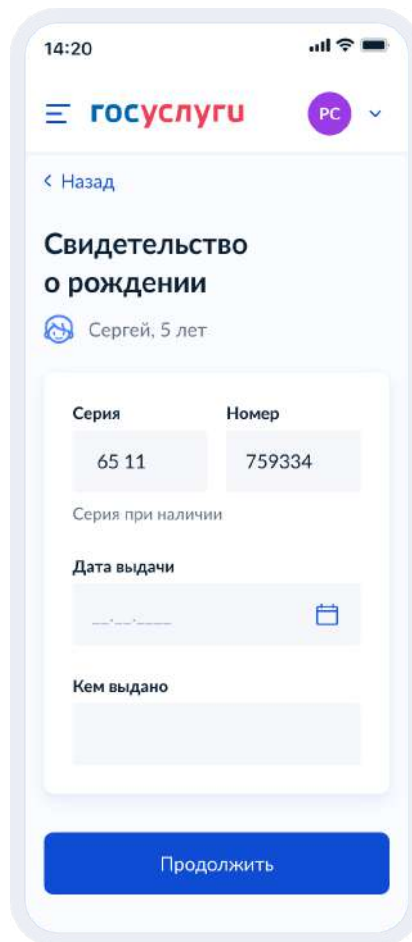 14:20
госуслуги РС
Назад
Свидетельство
о рождении
Сергей, 5 лет
Серия Номер
65 11 759334
Серия при наличии
Дата выдачи
__.__.____
Кем выдано
Продолжить